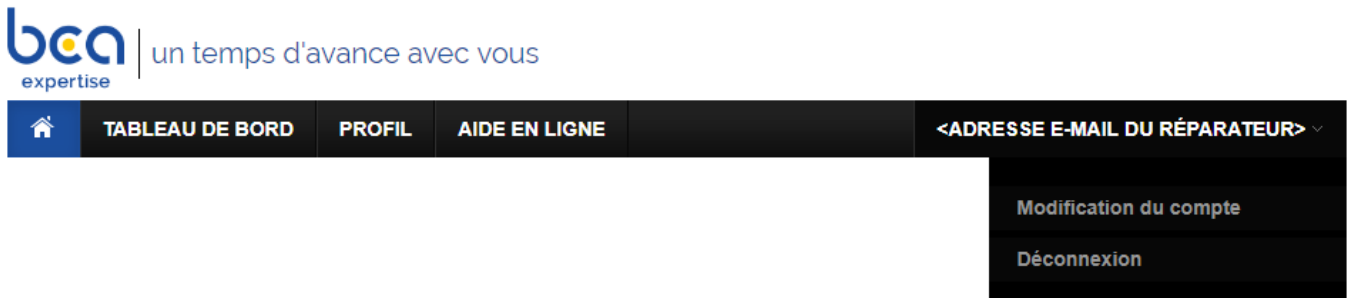 bca
expertise
un temps d'avance avec vous
TABLEAU DE BORD PROFIL AIDE EN LIGNE <ADRESSE E-MAIL DU RÉPARATEUR>
Modification du compte
Déconnexion